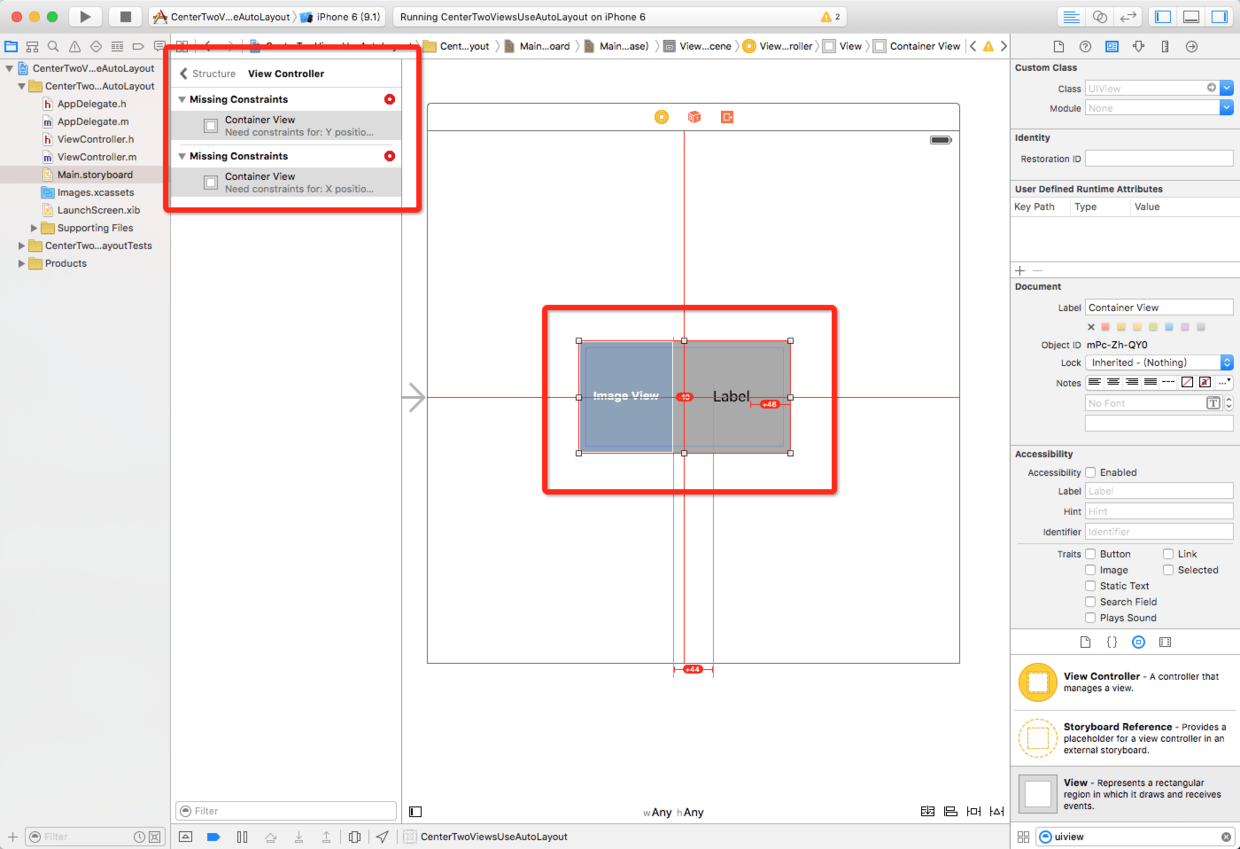 CenterTwoV...eAutoLayout iPhone 6 (9.1)
Running CenterTwoViewsUseAutoLayout on iPhone 6
2
Cent...yout Main...oard Main...ase) View...cene View...roller View Container View
CenterTwoV...eAutoLayout
CenterTwo...AutoLayout
AppDelegate.h
AppDelegate.m
ViewController.h
ViewController.m
Main.storyboard
Images.xcassets
LaunchScreen.xib
Supporting Files
CenterTwo...ayoutTests
Products
Filter
Structure View Controller
Missing Constraints
Container View
Need constraints for: Y positio...
Missing Constraints
Container View
Need constraints for: X positio...
Filter
Image View
Label
+46
+44
wAny hAny
CenterTwoViewsUseAutoLayout
Custom Class
Class UIView
Module None
Identity
Restoration ID
User Defined Runtime Attributes
Key Path Type Value
Document
Label Container View
Object ID mPc-Zh-QY0
Lock Inherited - (Nothing)
Notes
No Font
Accessibility
Accessibility Enabled
Label Label
Hint Hint
Identifier Identifier
Traits Button Link
Image Selected
Static Text
Search Field
Plays Sound
View Controller - A controller that
manages a view.
Storyboard Reference - Provides a
placeholder for a view controller in an
external storyboard.
View - Represents a rectangular
region in which it draws and receives
events.
uiview